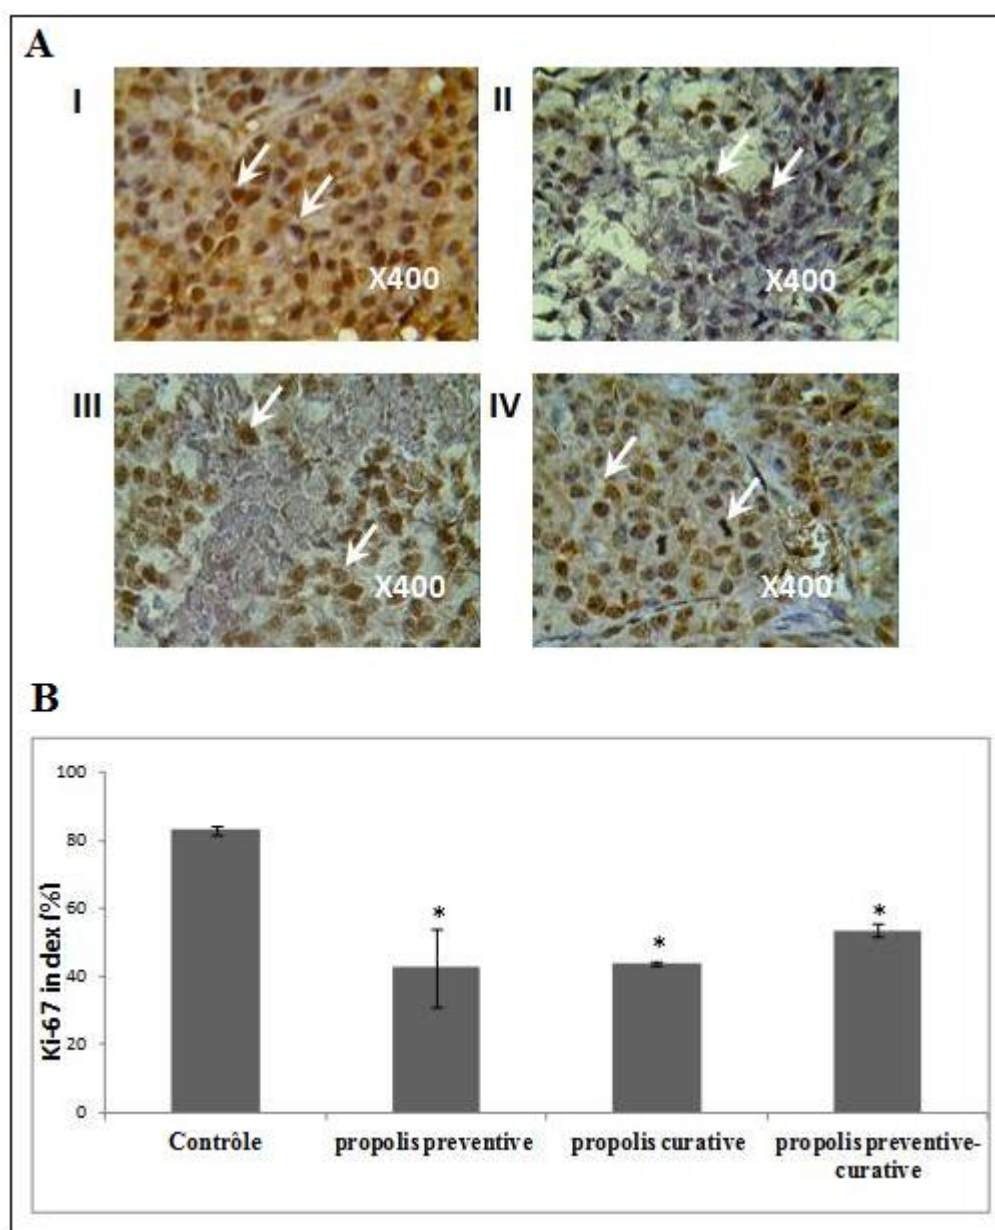 A
I
II
X400
X400
III
IV
X400
X400
B
100
80
60
40
20
0
Ki-67 index (%)
*
*
*
Contrôle
propolis preventive
propolis curative
propolis preventive-
curative